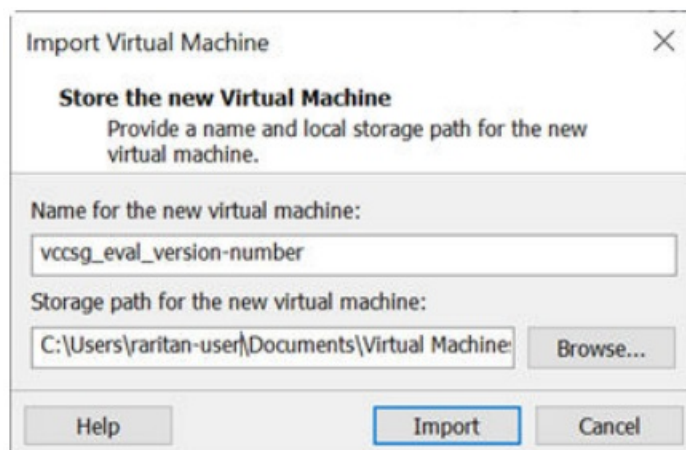 Import Virtual Machine
Store the new Virtual Machine
Provide a name and local storage path for the new
virtual machine.
Name for the new virtual machine:
vccsg_eval_version-number
Storage path for the new virtual machine:
C:\Users\raritan-user\Documents\Virtual Machines
Browse...
Help
Import
Cancel